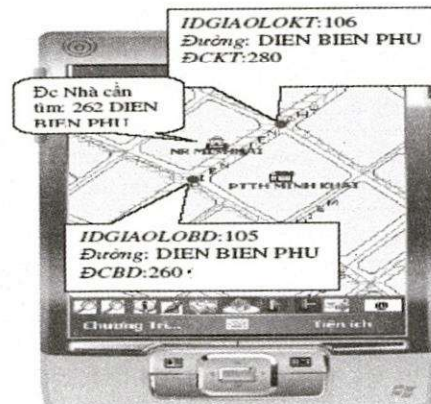 IDGIAOLOKT:106
Đường: DIEN BIEN PHU
ĐCKT:280
Đc Nhà cần
tìm: 262 DIEN
BIEN PHU
PTTH MINH KHAI
IDGIAOLOBD:105
Đường: DIEN BIEN PHU
ĐCBD:260
Chương Trì...
Tiện ích